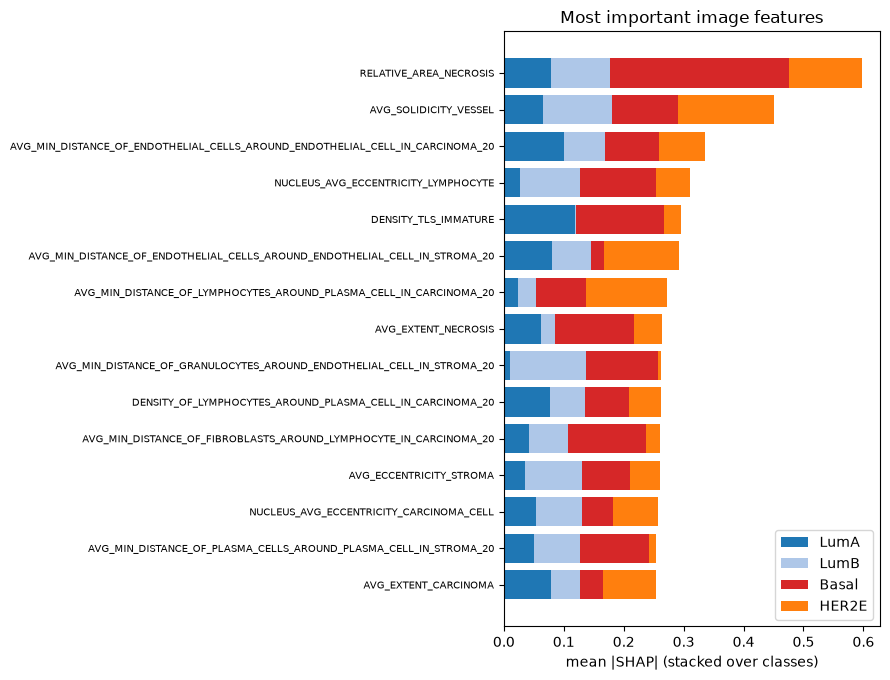 Most important image features
RELATIVE_AREA_NECROSIS
AVG_SOLIDICITY_VESSEL
AVG_MIN_DISTANCE_OF_ENDOTHELIAL_CELLS_AROUND_ENDOTHELIAL_CELL_IN_CARCINOMA_20
NUCLEUS_AVG_ECCENTRICITY_LYMPHOCYTE
DENSITY_TLS_IMMATURE
AVG_MIN_DISTANCE_OF_ENDOTHELIAL_CELLS_AROUND_ENDOTHELIAL_CELL_IN_STROMA_20
AVG_MIN_DISTANCE_OF_LYMPHOCYTES_AROUND_PLASMA_CELL_IN_CARCINOMA_20
AVG_EXTENT_NECROSIS
AVG_MIN_DISTANCE_OF_GRANULOCYTES_AROUND_ENDOTHELIAL_CELL_IN_STROMA_20
DENSITY_OF_LYMPHOCYTES_AROUND_PLASMA_CELL_IN_CARCINOMA_20
AVG_MIN_DISTANCE_OF_FIBROBLASTS_AROUND_LYMPHOCYTE_IN_CARCINOMA_20
AVG_ECCENTRICITY_STROMA
NUCLEUS_AVG_ECCENTRICITY_CARCINOMA_CELL
AVG_MIN_DISTANCE_OF_PLASMA_CELLS_AROUND_PLASMA_CELL_IN_STROMA_20
AVG_EXTENT_CARCINOMA
LumA
LumB
Basal
HER2E
0.0 0.1 0.2 0.3 0.4 0.5 0.6
mean |SHAP| (stacked over classes)